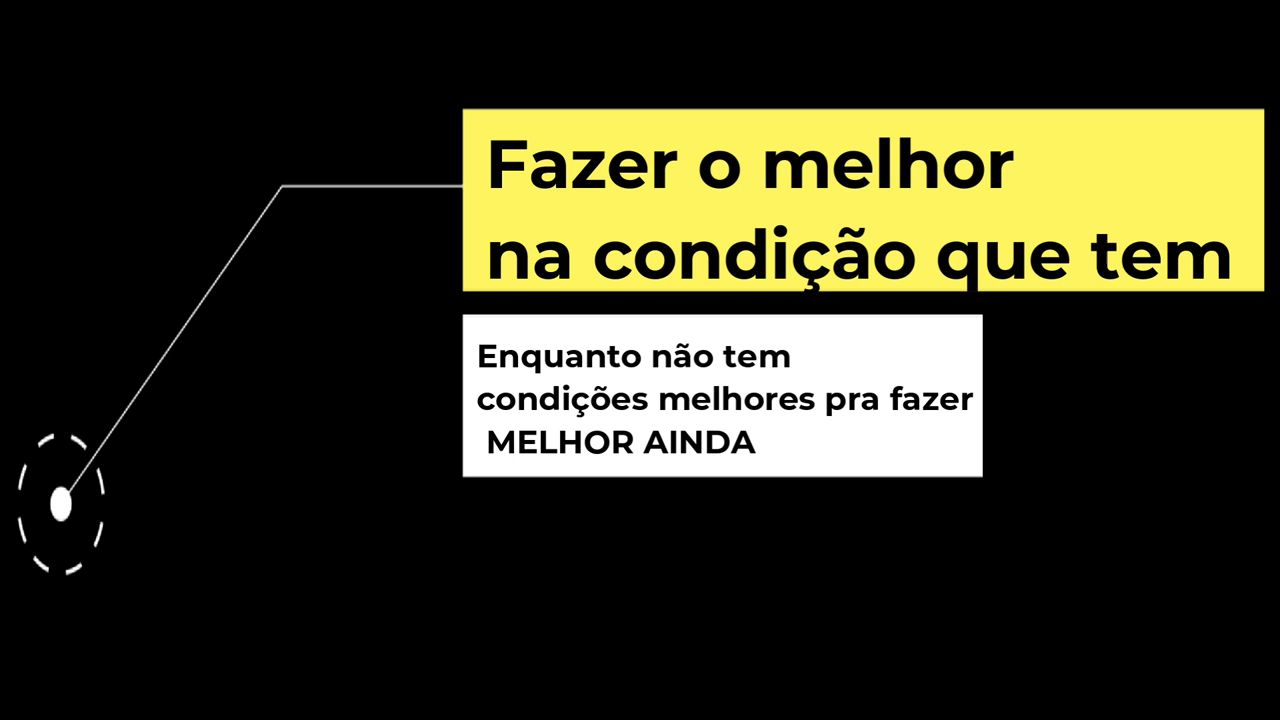 Fazer o melhor
na condição que tem
Enquanto não tem
condições melhores pra fazer
MELHOR AINDA